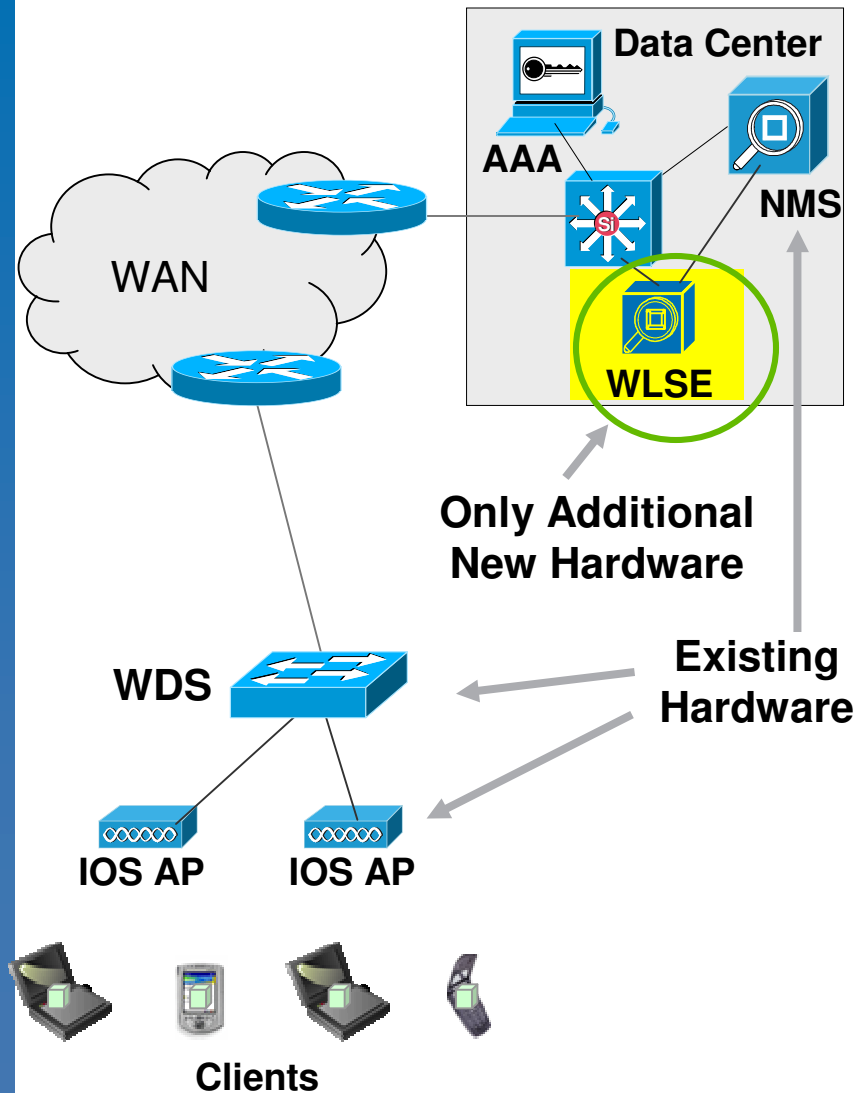 Data Center
AAA
NMS
Si
WAN
WLSE
Only Additional
New Hardware
WDS
Existing
Hardware
IOS AP
IOS AP
Clients